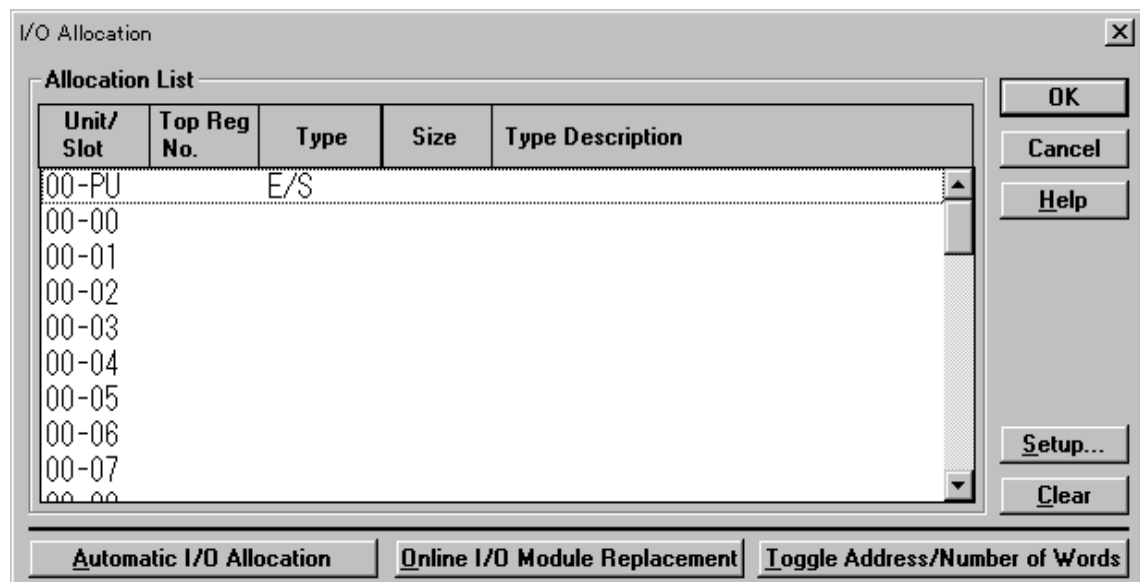 I/O Allocation
Allocation List
Unit/ Slot Top Reg No. Type Size Type Description
00-PU E/S
00-00
00-01
00-02
00-03
00-04
00-05
00-06
00-07
OK
Cancel
Help
Setup...
Clear
Automatic I/O Allocation Online I/O Module Replacement Toggle Address/Number of Words